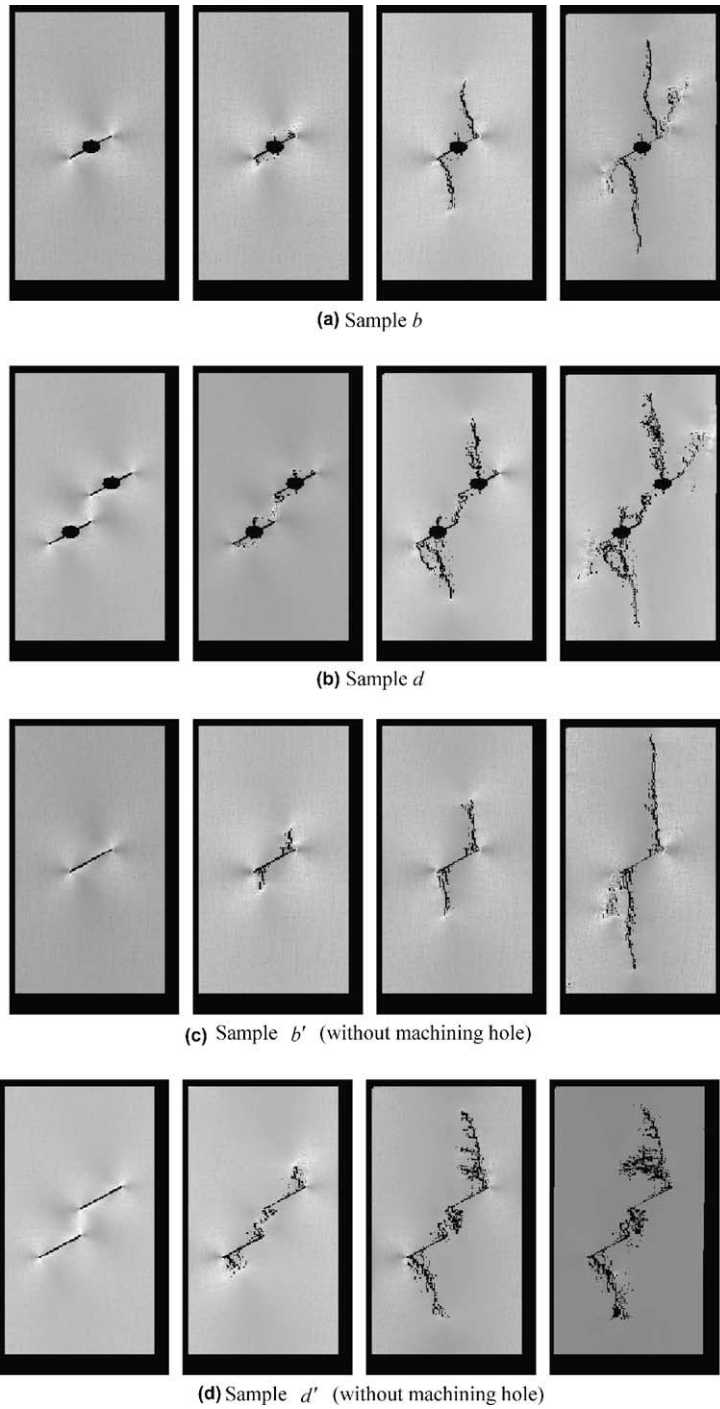 (a) Sample b
(b) Sample d
(c) Sample b′ (without machining hole)
(d) Sample d′ (without machining hole)